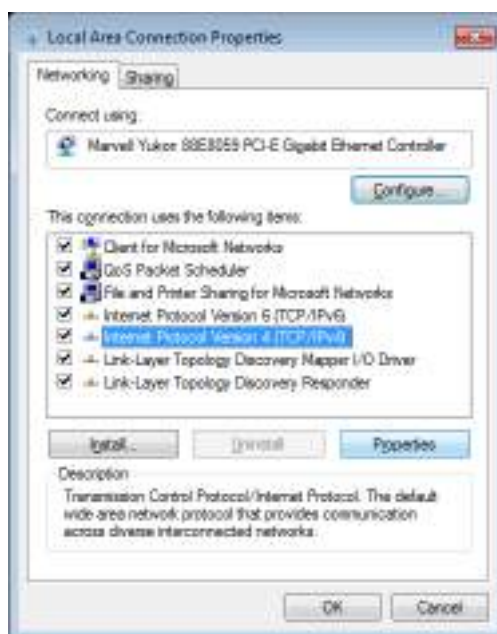 Local Area Connection Properties
Networking
Sharing
Connect using:
Marvell Yukon 88E8059 PCI-E Gigabit Ethernet Controller
Configure...
This connection uses the following items:
Client for Microsoft Networks
QoS Packet Scheduler
File and Printer Sharing for Microsoft Networks
Internet Protocol Version 6 (TCP/IPv6)
Internet Protocol Version 4 (TCP/IPv4)
Link-Layer Topology Discovery Mapper I/O Driver
Link-Layer Topology Discovery Responder
Install...
Uninstall
Properties
Description
Transmission Control Protocol/Internet Protocol. The default
wide area network protocol that provides communication
across diverse interconnected networks.
OK
Cancel